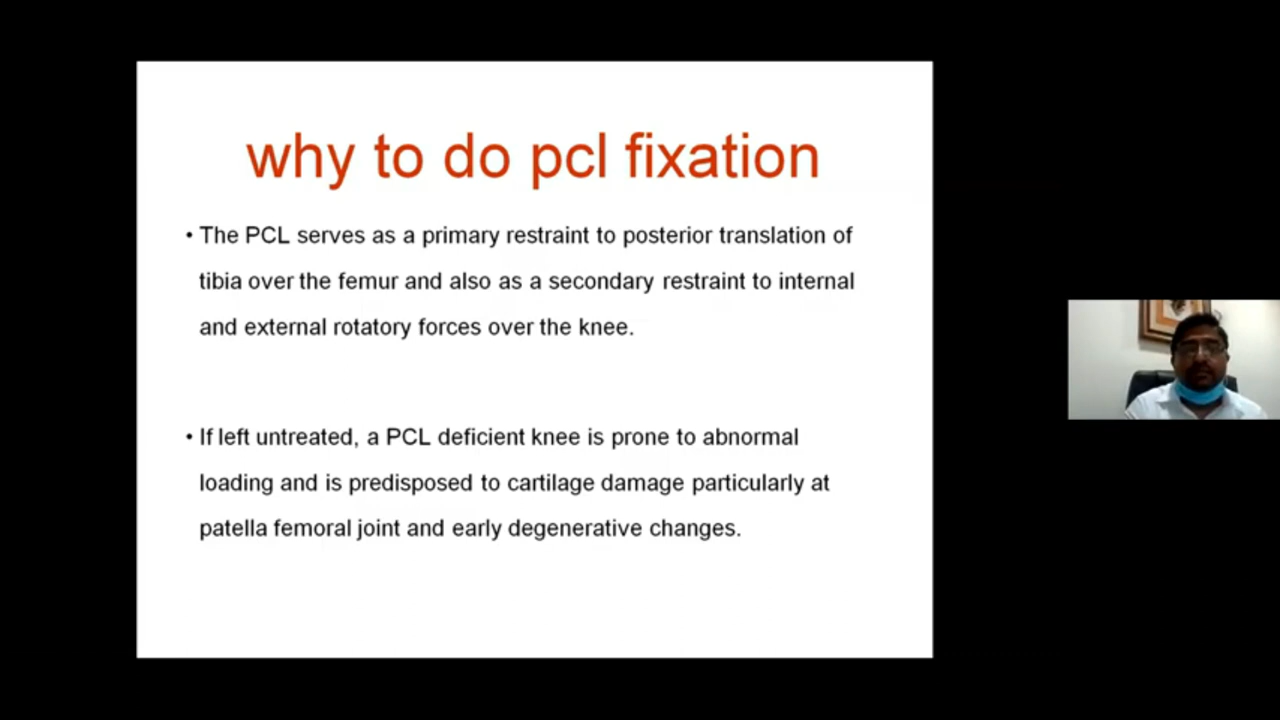 why to do pcl fixation
• The PCL serves as a primary restraint to posterior translation of
tibia over the femur and also as a secondary restraint to internal
and external rotatory forces over the knee.
• If left untreated, a PCL deficient knee is prone to abnormal
loading and is predisposed to cartilage damage particularly at
patella femoral joint and early degenerative changes.